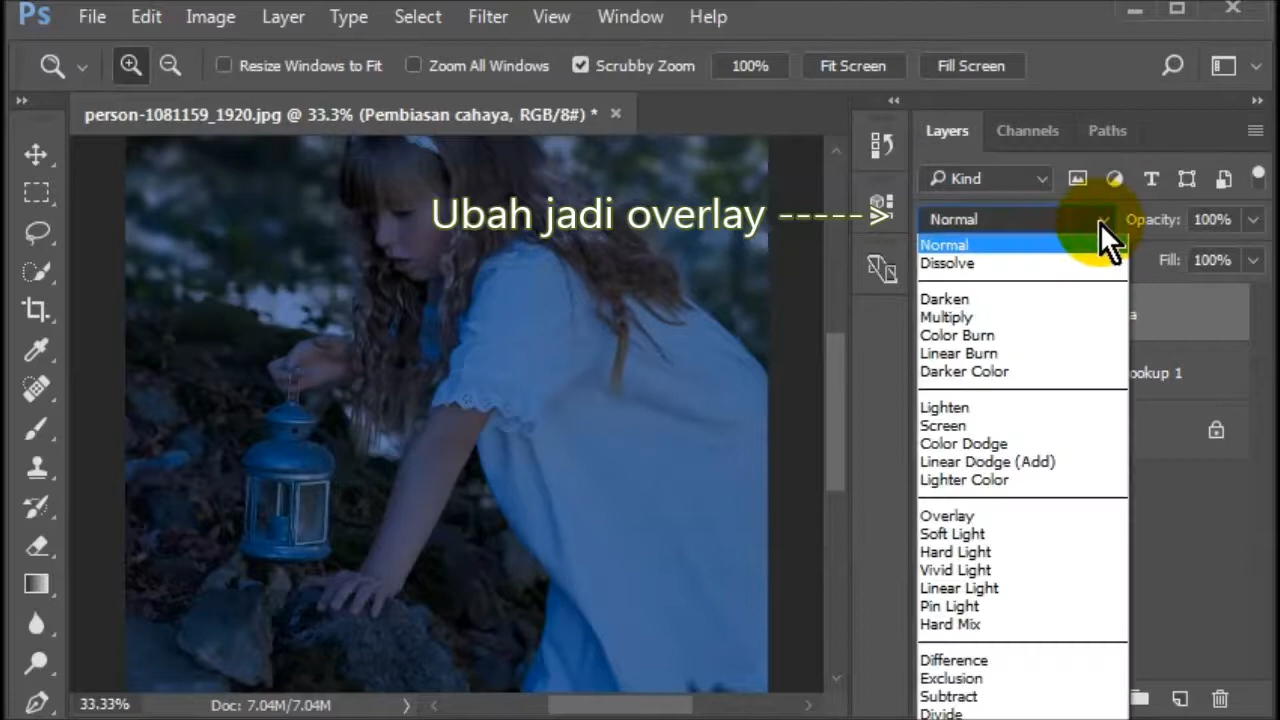 Ps File Edit Image Layer Type Select Filter View Window Help
Resize Windows to Fit Zoom All Windows Scrubby Zoom 100% Fit Screen Fill Screen
person-1081159_1920.jpg @ 33.3% (Pembiasan cahaya, RGB/8#) * ×
Layers Channels Paths
Kind
Ubah jadi overlay ----->
Normal Opacity: 100%
Normal
Fill: 100%
Dissolve
Darken
a
Multiply
Color Burn
Linear Burn
Darker Color
ookup 1
Lighten
Screen
Color Dodge
Linear Dodge (Add)
Lighter Color
Overlay
Soft Light
Hard Light
Vivid Light
Linear Light
Pin Light
Hard Mix
Difference
Exclusion
Subtract
Divide
33.33% Doc: 7.04M/7.04M